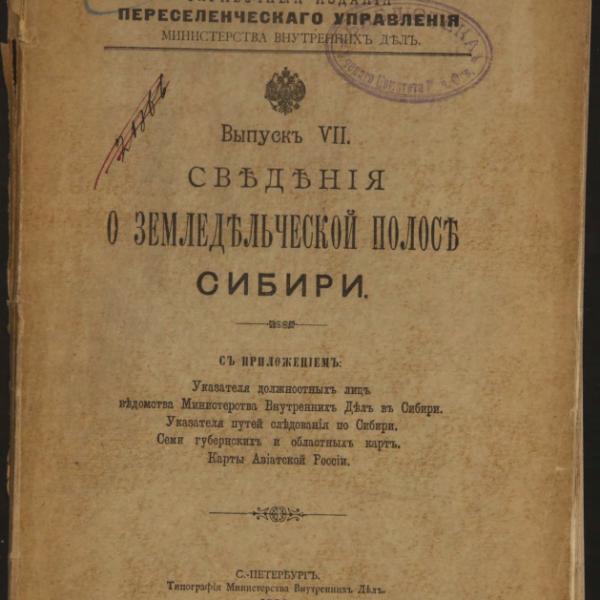 ИЗДАНІЯ
ПЕРЕСЕЛЕНЧЕСКАГО УПРАВЛЕНІЯ
МИНИСТЕРСТВА ВНУТРЕННИХЪ ДѢЛЪ.
Выпускъ VII.
СВѢДѢНІЯ
О ЗЕМЛЕДѢЛЬЧЕСКОЙ ПОЛОСѢ
СИБИРИ.
СЪ ПРИЛОЖЕНІЕМЪ:
Указателя должностныхъ лицъ
вѣдомства Министерства Внутреннихъ Дѣлъ въ Сибири.
Указателя путей слѣдованія по Сибири.
Семи губернскихъ и областныхъ картъ.
Карты Азіатской Россіи.
С.-ПЕТЕРБУРГЪ.
Типографія Министерства Внутреннихъ Дѣлъ.